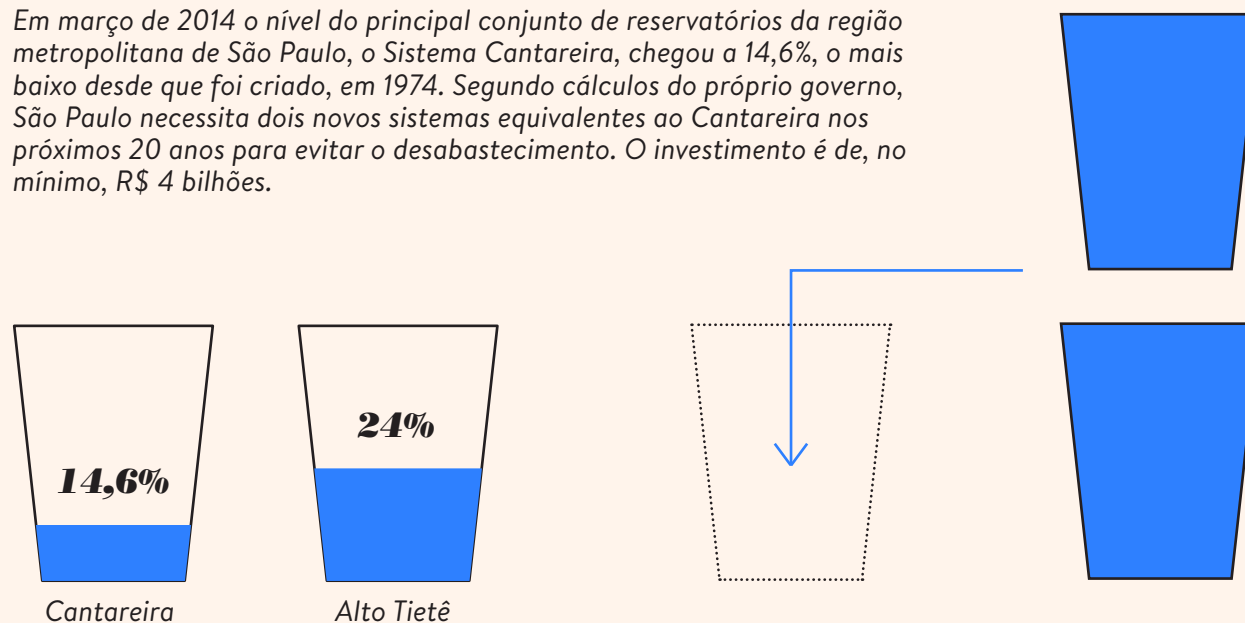 Em março de 2014 o nível do principal conjunto de reservatórios da região
metropolitana de São Paulo, o Sistema Cantareira, chegou a 14,6%, o mais
baixo desde que foi criado, em 1974. Segundo cálculos do próprio governo,
São Paulo necessita dois novos sistemas equivalentes ao Cantareira nos
próximos 20 anos para evitar o desabastecimento. O investimento é de, no
mínimo, R$ 4 bilhões.
14,6%
24%
Cantareira
Alto Tietê